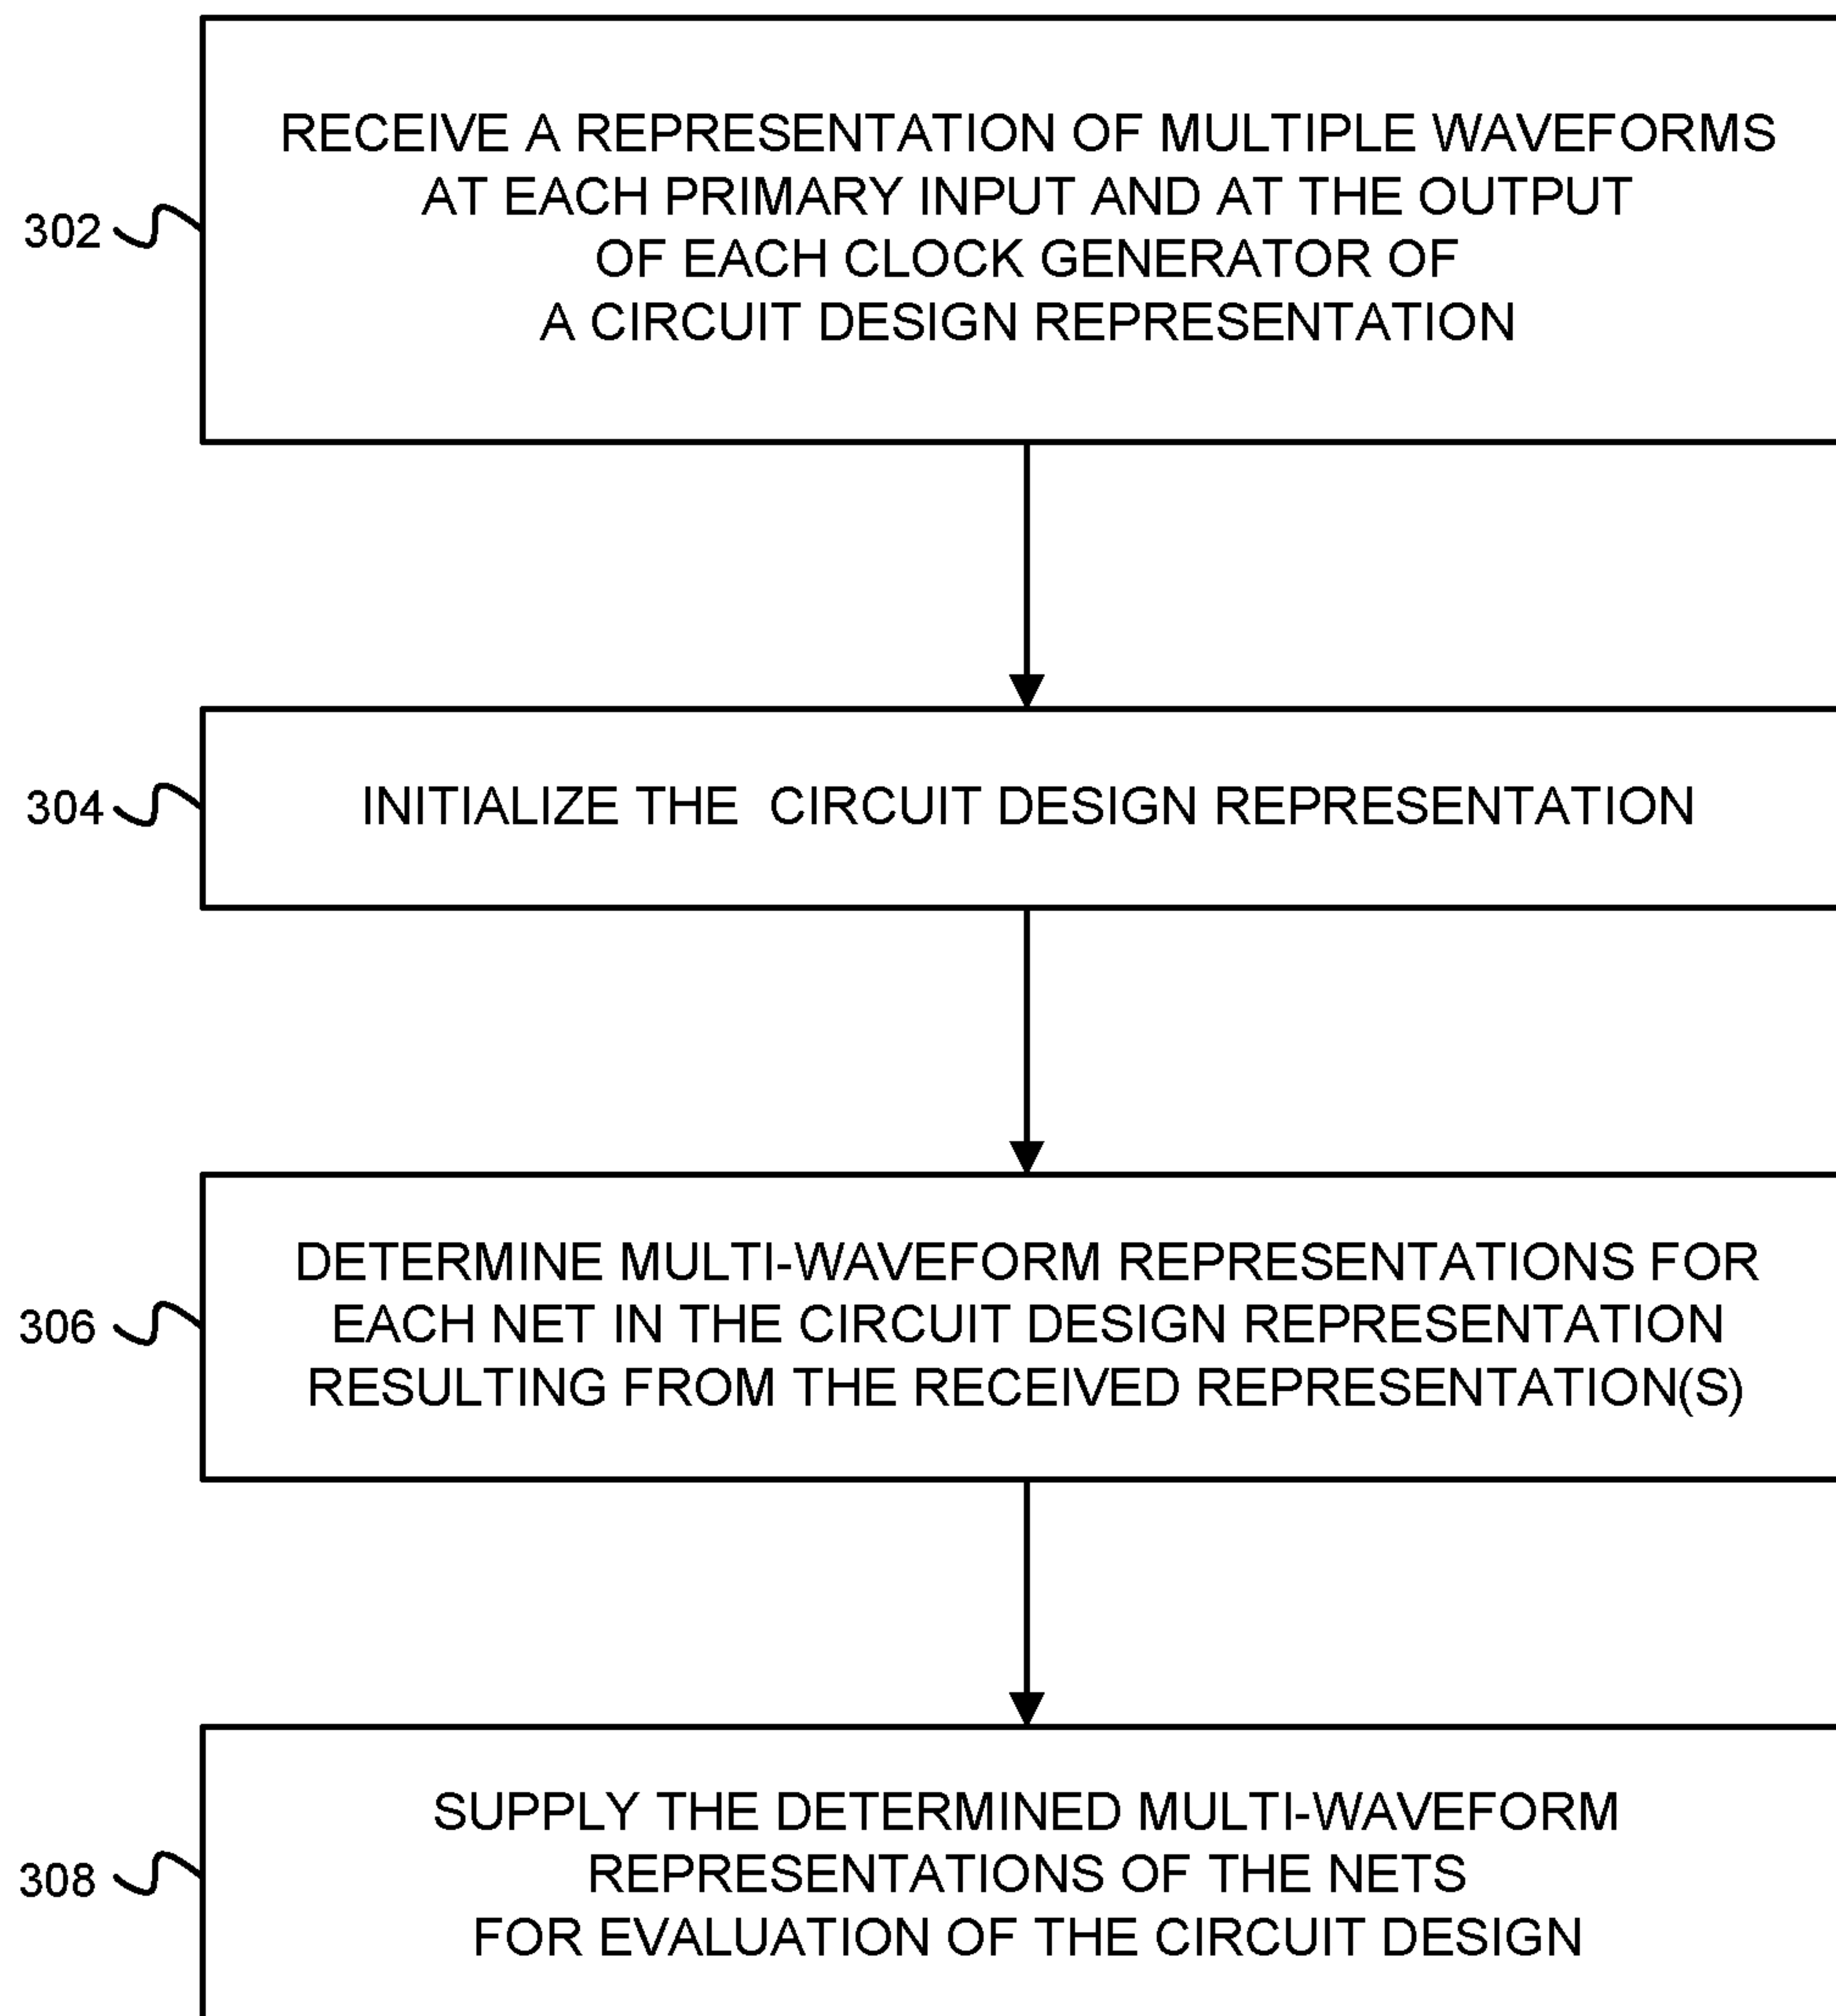 RECEIVE A REPRESENTATION OF MULTIPLE WAVEFORMS
AT EACH PRIMARY INPUT AND AT THE OUTPUT
302
OF EACH CLOCK GENERATOR OF
A CIRCUIT DESIGN REPRESENTATION
304
INITIALIZE THE CIRCUIT DESIGN REPRESENTATION
DETERMINE MULTI-WAVEFORM REPRESENTATIONS FOR
306
EACH NET IN THE CIRCUIT DESIGN REPRESENTATION
RESULTING FROM THE RECEIVED REPRESENTATION(S)
SUPPLY THE DETERMINED MULTI-WAVEFORM
308
REPRESENTATIONS OF THE NETS
FOR EVALUATION OF THE CIRCUIT DESIGN